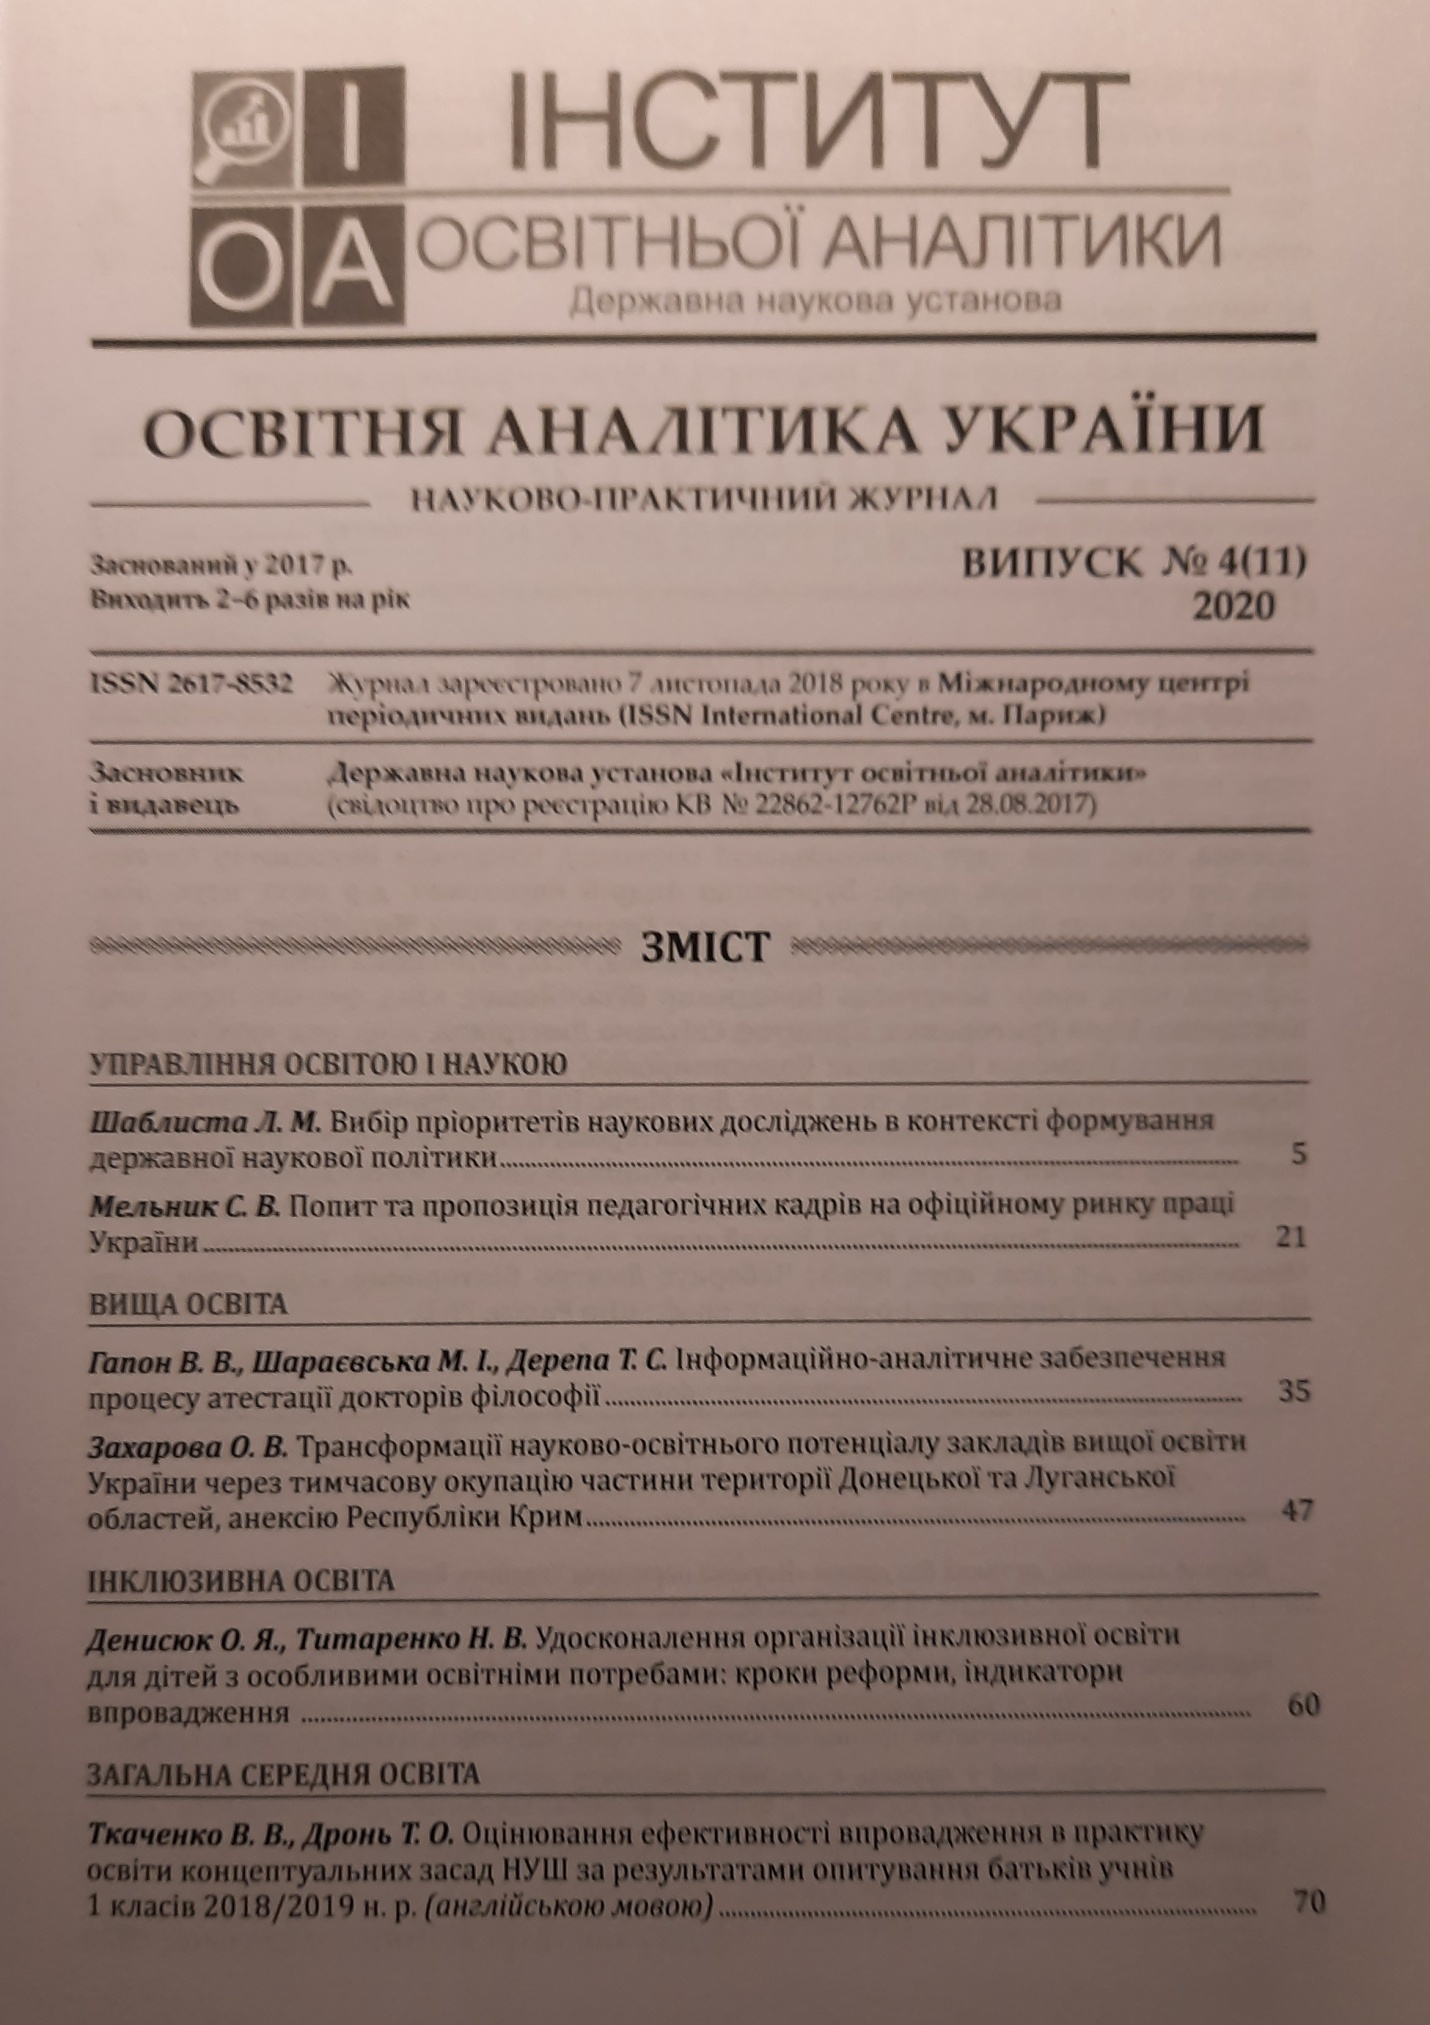 ІНСТИТУТ
І
О А
ОСВІТНЬОЇ АНАЛІТИКИ
Державна наукова установа
ОСВІТНЯ АНАЛІТИКА УКРАЇНИ
НАУКОВО-ПРАКТИЧНИЙ ЖУРНАЛ
Заснований у 2017 р.
Виходить 2–6 разів на рік
ВИПУСК № 4(11)
2020
ISSN 2617-8532 Журнал зареєстровано 7 листопада 2018 року в Міжнародному центрі
періодичних видань (ISSN International Centre, м. Париж)
Засновник Державна наукова установа «Інститут освітньої аналітики»
і видавець (свідоцтво про реєстрацію КВ № 22862-12762Р від 28.08.2017)
ЗМІСТ
УПРАВЛІННЯ ОСВІТОЮ І НАУКОЮ
Шаблиста Л. М. Вибір пріоритетів наукових досліджень в контексті формування
державної наукової політики 5
Мельник С. В. Попит та пропозиція педагогічних кадрів на офіційному ринку праці
України 21
ВИЩА ОСВІТА
Гапон В. В., Шараєвська М. І., Дерепа Т. С. Інформаційно-аналітичне забезпечення
процесу атестації докторів філософії 35
Захарова О. В. Трансформації науково-освітнього потенціалу закладів вищої освіти
України через тимчасову окупацію частини території Донецької та Луганської
областей, анексію Республіки Крим 47
ІНКЛЮЗИВНА ОСВІТА
Денисюк О. Я., Титаренко Н. В. Удосконалення організації інклюзивної освіти
для дітей з особливими освітніми потребами: кроки реформи, індикатори
впровадження 60
ЗАГАЛЬНА СЕРЕДНЯ ОСВІТА
Ткаченко В. В., Дронь Т. О. Оцінювання ефективності впровадження в практику
освіти концептуальних засад НУШ за результатами опитування батьків учнів
1 класів 2018/2019 н. р. (англійською мовою) 70